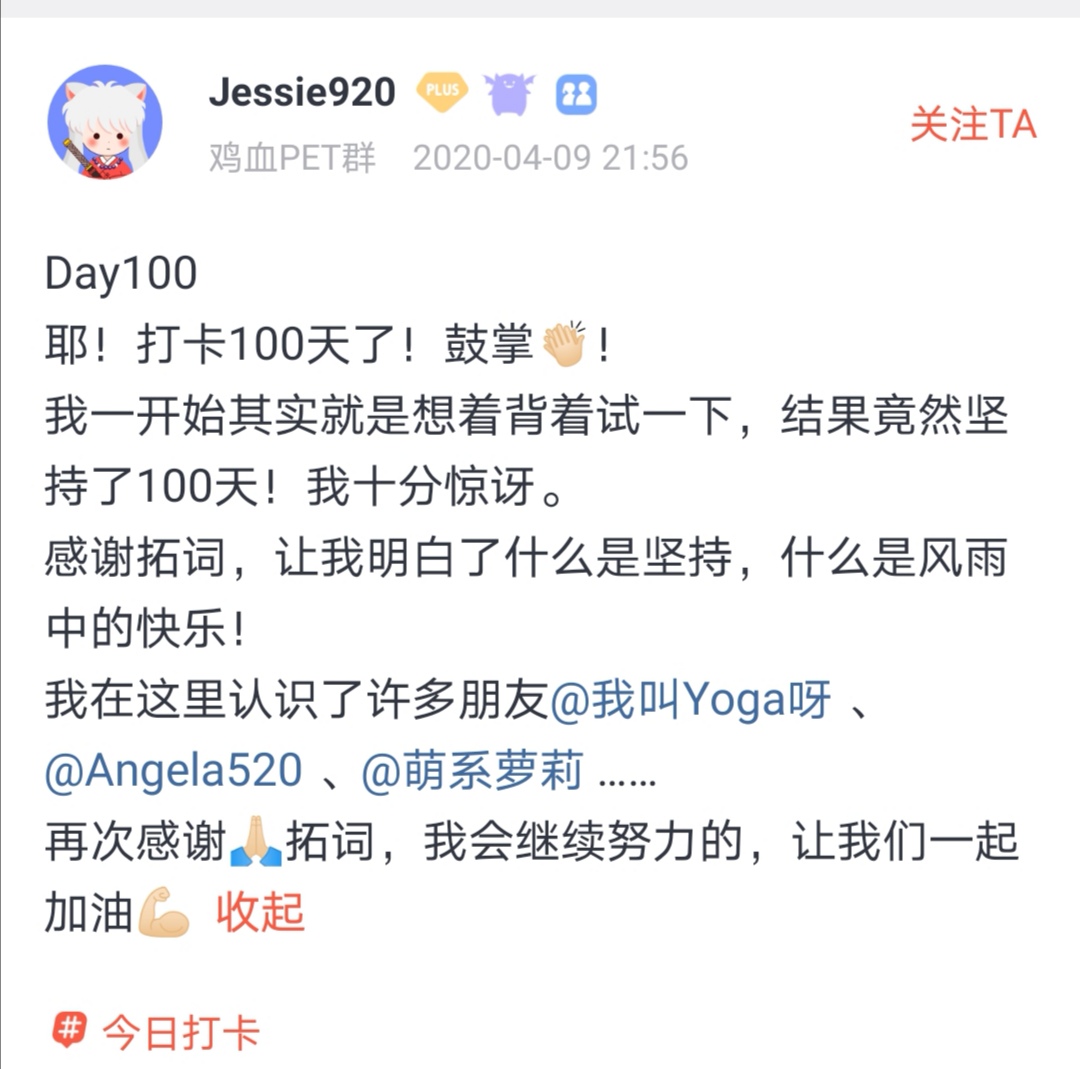 Jessie920 PLUS
关注TA
鸡血PET群 2020-04-09 21:56
Day100
耶！打卡100天了！鼓掌👏🏻！
我一开始其实就是想着背着试一下，结果竟然坚
持了100天！我十分惊讶。
感谢拓词，让我明白了什么是坚持，什么是风雨
中的快乐！
我在这里认识了许多朋友@我叫Yoga呀 、
@Angela520 、@萌系萝莉 ……
再次感谢🙏🏻拓词，我会继续努力的，让我们一起
加油💪🏻 收起
# 今日打卡